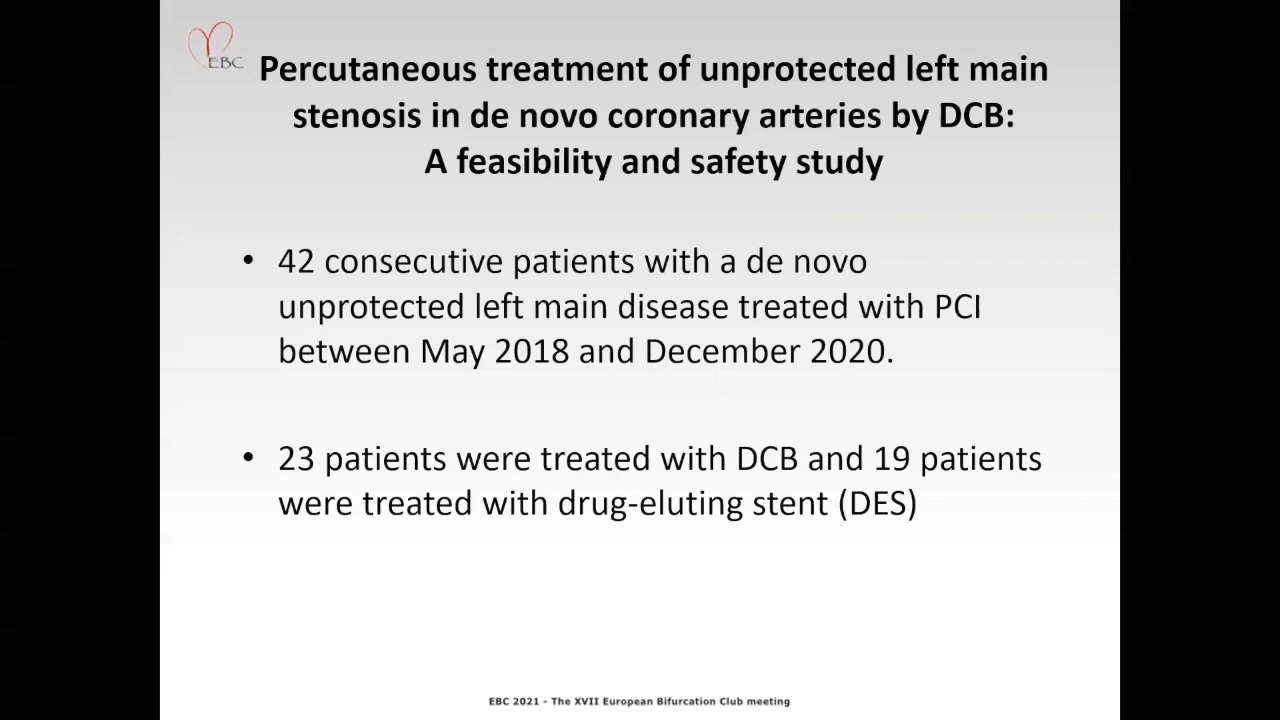 EBC
Percutaneous treatment of unprotected left main
stenosis in de novo coronary arteries by DCB:
A feasibility and safety study
• 42 consecutive patients with a de novo
unprotected left main disease treated with PCI
between May 2018 and December 2020.
• 23 patients were treated with DCB and 19 patients
were treated with drug-eluting stent (DES)
EBC 2021 - The XVII European Bifurcation Club meeting